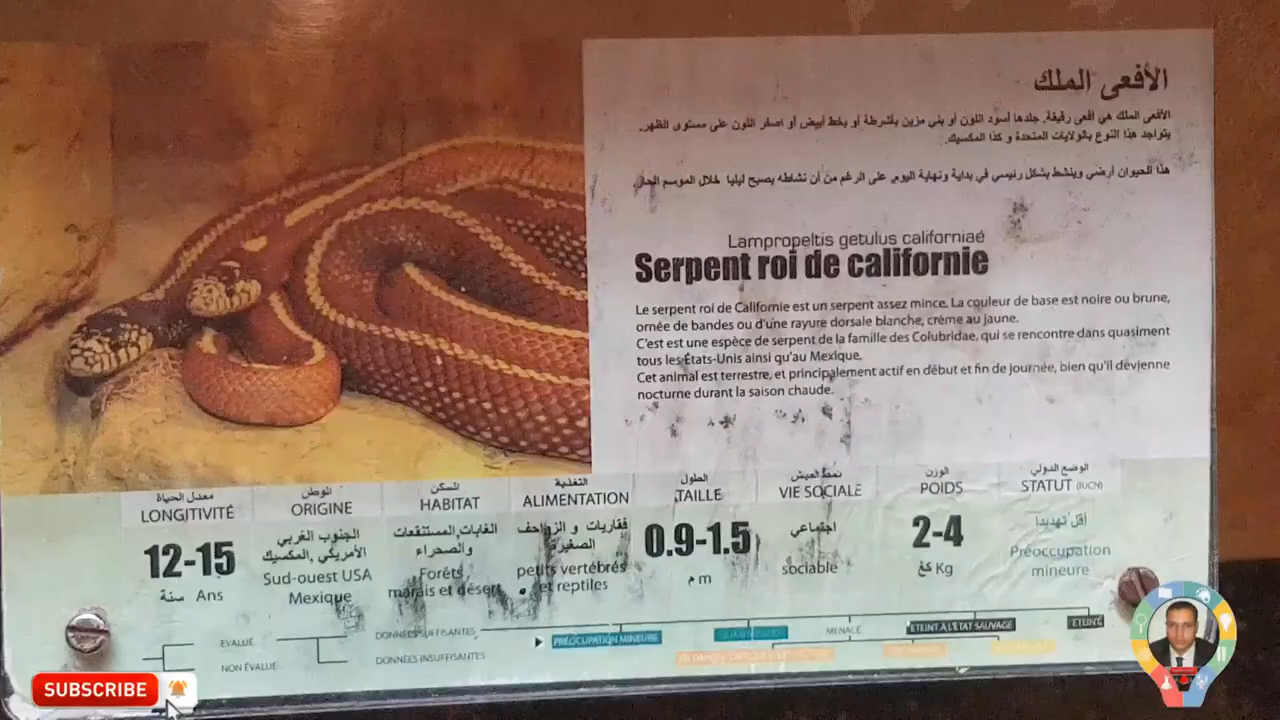 الأفعى الملك
الأفعى الملك هي أفعى رقيقة. جلدها أسود اللون أو بني مزين بأشرطة أو بخط أبيض أو اصفر اللون على مستوى الظهر.
يتواجد هذا النوع بالولايات المتحدة و كذا المكسيك.
هذا الحيوان أرضي وينشط بشكل رئيسي في بداية ونهاية اليوم, على الرغم من أن نشاطه يصبح ليليا خلال الموسم الحار.
Lampropeltis getulus californiaé
Serpent roi de californie
Le serpent roi de Californie est un serpent assez mince. La couleur de base est noire ou brune,
ornée de bandes ou d'une rayure dorsale blanche, crème au jaune.
C'est est une espèce de serpent de la famille des Colubridae, qui se rencontre dans quasiment
tous les États-Unis ainsi qu'au Mexique.
Cet animal est terrestre, et principalement actif en début et fin de journée, bien qu'il devienne
nocturne durant la saison chaude.
معدل الحياة
LONGITIVITÉ
12-15
سنة Ans
الموطن
ORIGINE
الجنوب الغربي
الأمريكي ,المكسيك
Sud-ouest USA
Mexique
السكن
HABITAT
الغابات,المستنقعات
والصحراء
Forêts
marais et désert
التغذية
ALIMENTATION
فقاريات و الزواحف
الصغيرة
petits vertébrés
et reptiles
الطول
TAILLE
0.9-1.5
م m
نمط العيش
VIE SOCIALE
اجتماعي
sociable
الوزن
POIDS
2-4
كغ Kg
الوضع الدولي
STATUT (IUCN)
أقل تهديدا
Préoccupation
mineure
EVALUÉ
NON ÉVALUÉ
DONNÉES SUFFISANTES
DONNÉES INSUFFISANTES
PRÉOCUPATION MINEURE
MENACÉ
ETEINT À L'ÉTAT SAUVAGE
ETEINT
SUBSCRIBE